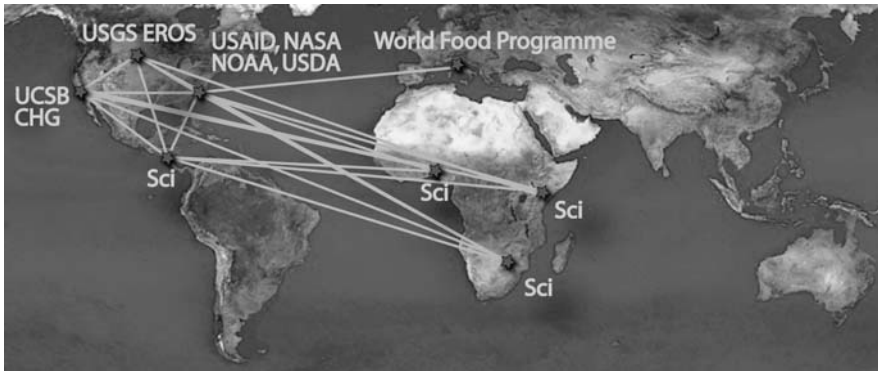 USGS EROS
USAID, NASA
NOAA, USDA
World Food Programme
UCSB
CHG
Sci
Sci
Sci
Sci